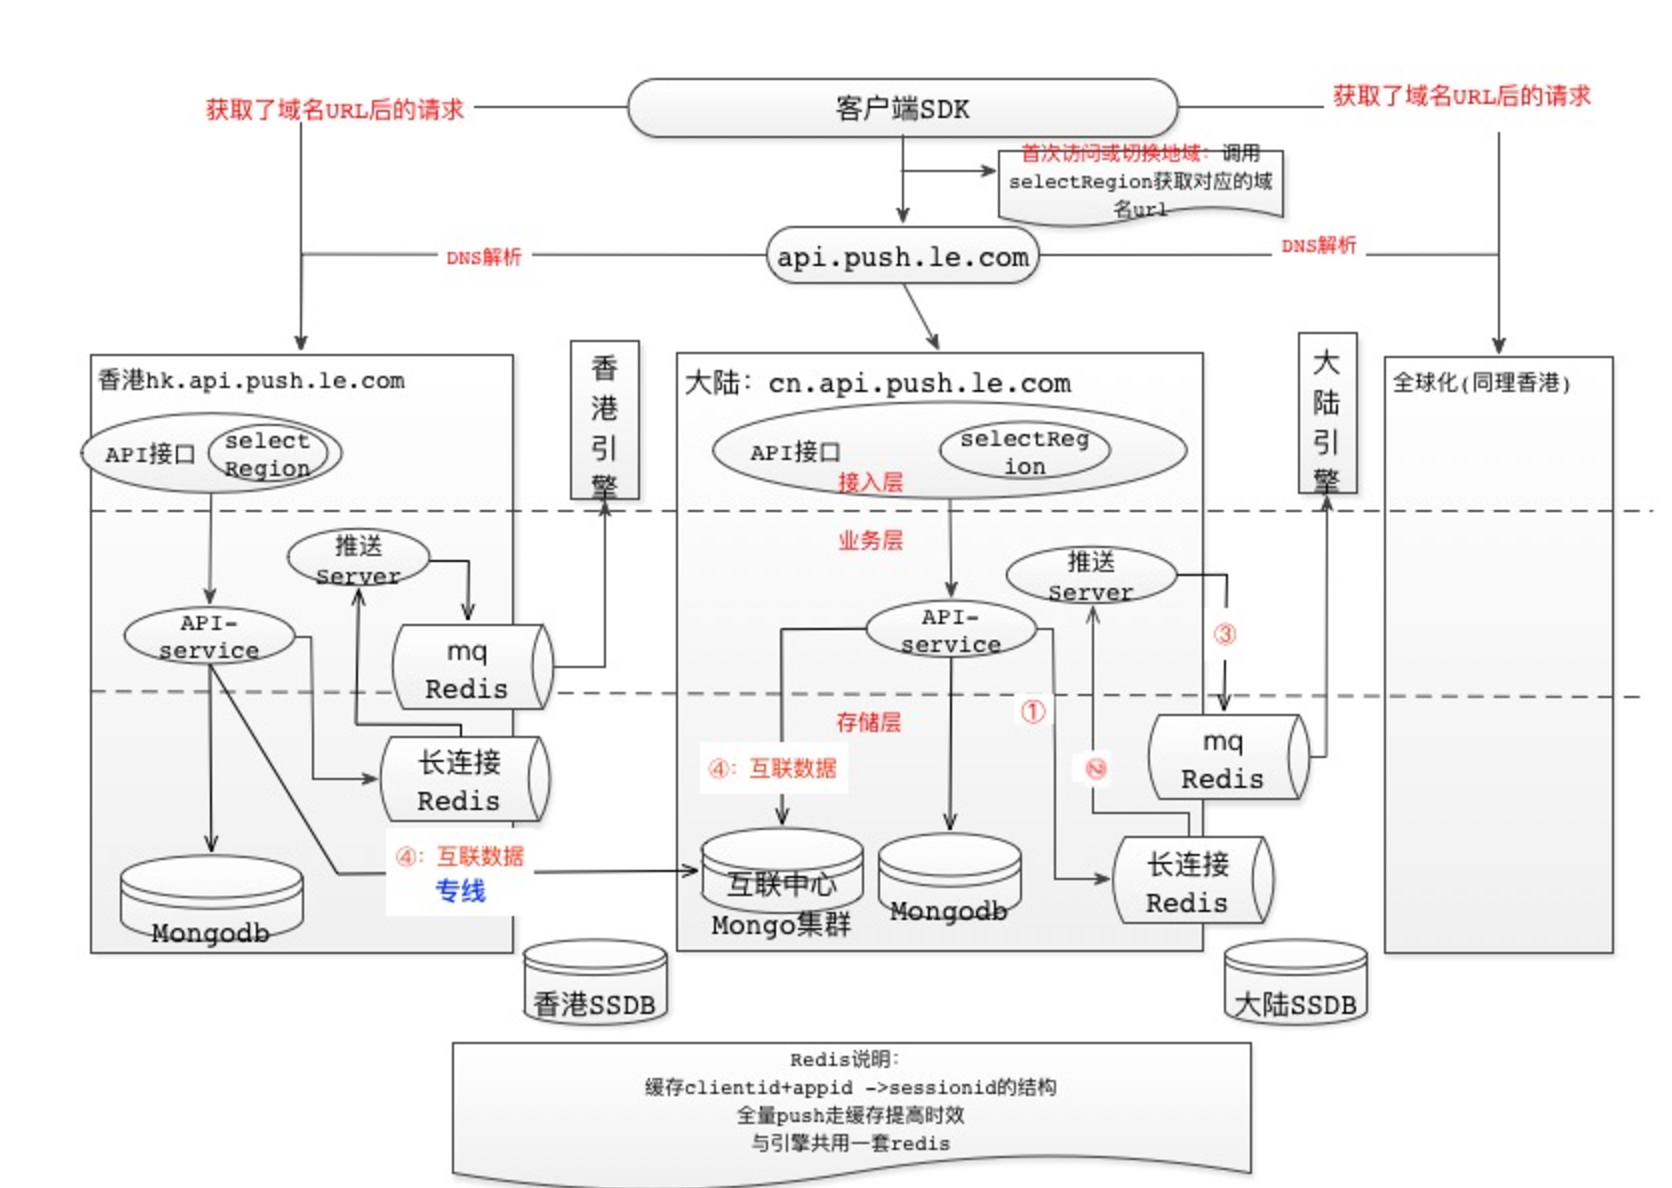 客户端SDK
获取了域名URL后的请求
获取了域名URL后的请求
首次访问或切换地域：调用
selectRegion获取对应的域
名url
api.push.le.com
DNS解析
DNS解析
香港hk.api.push.le.com
API接口
select
Region
推送
Server
API-
service
mq
Redis
长连接
Redis
Mongodb
④：互联数据
专线
香
港
引
擎
香港SSDB
大陆：cn.api.push.le.com
API接口
selectReg
ion
接入层
业务层
推送
Server
API-
service
③
①
存储层
④：互联数据
②
mq
Redis
长连接
Redis
互联中心
Mongo集群
Mongodb
大
陆
引
擎
大陆SSDB
全球化(同理香港)
Redis说明：
缓存clientid+appid ->sessionid的结构
全量push走缓存提高时效
与引擎共用一套redis